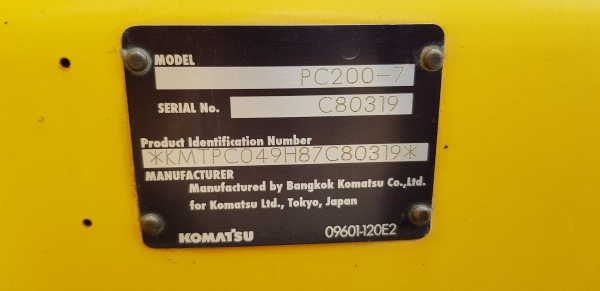 MODEL PC200-7
SERIAL No. C80319
Product Identification Number
*KMTPC049H87C80319*
MANUFACTURER
Manufactured by Bangkok Komatsu Co.,Ltd.
for Komatsu Ltd., Tokyo, Japan
KOMATSU 09601-120E2